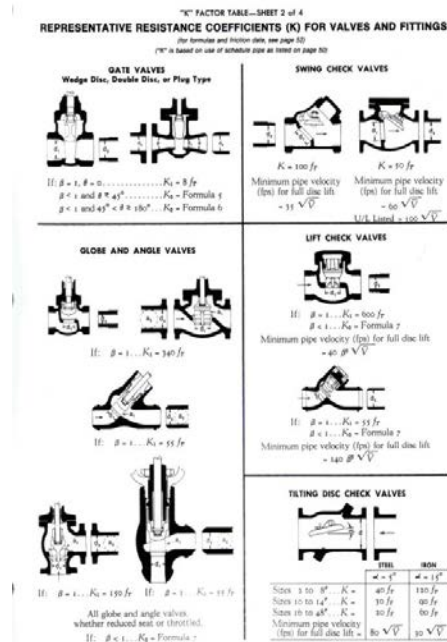 "K" FACTOR TABLE—SHEET 2 of 4
REPRESENTATIVE RESISTANCE COEFFICIENTS (K) FOR VALVES AND FITTINGS
(for formulas and friction data, see page 52)
("K" is based on use of schedule pipe as listed on page 50)
GATE VALVES
Wedge Disc, Double Disc, or Plug Type
If: β = 1, θ = 0..............K₁ = 8 fT
β < 1 and θ ≷ 45°..........K₂ = Formula 5
β < 1 and 45° < θ ≷ 180°...K₂ = Formula 6
SWING CHECK VALVES
K = 100 fT
Minimum pipe velocity
(fps) for full disc lift
= 35 √V̅
K = 50 fT
Minimum pipe velocity
(fps) for full disc lift
= 60 √V̅
U/L Listed = 100 √V̅
GLOBE AND ANGLE VALVES
If: β = 1...K₁ = 340 fT
If: β = 1...K₁ = 55 fT
If: β = 1...K₁ = 150 fT
If: β = 1...K₁ = 55 fT
All globe and angle valves,
whether reduced seat or throttled,
If: β < 1...K₂ = Formula 7
LIFT CHECK VALVES
If: β = 1...K₁ = 600 fT
β < 1...K₂ = Formula 7
Minimum pipe velocity (fps) for full disc lift
= 40 β² √V̅
If: β = 1...K₁ = 55 fT
β < 1...K₂ = Formula 7
Minimum pipe velocity (fps) for full disc lift
= 140 β² √V̅
TILTING DISC CHECK VALVES
STEEL IRON
α = 5° α = 15°
Sizes 2 to 8"...K = 40 fT 120 fT
Sizes 10 to 14"...K = 30 fT 90 fT
Sizes 16 to 48"...K = 20 fT 60 fT
Minimum pipe velocity
(fps) for full disc lift = 80 √V̅ 30 √V̅